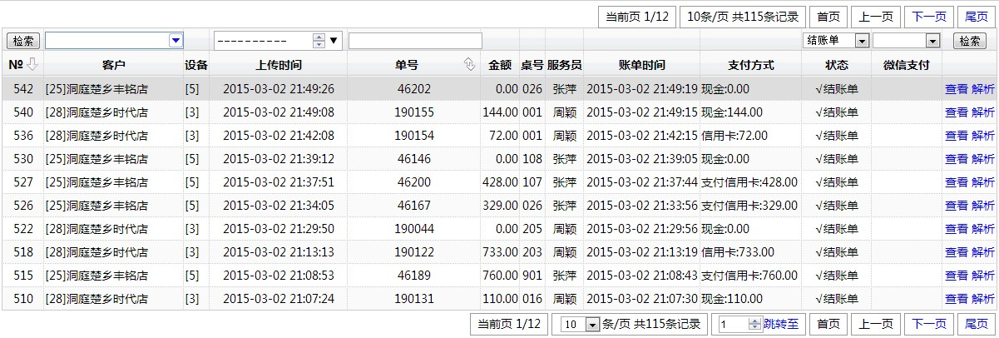 当前页 1/12 10条/页 共115条记录 首页 上一页 下一页 尾页
检索 ---------- 结账单 检索
№ 客户 设备 上传时间 单号 金额 桌号 服务员 账单时间 支付方式 状态 微信支付
542 [25]洞庭楚乡丰铭店 [5] 2015-03-02 21:49:26 46202 0.00 026 张萍 2015-03-02 21:49:19 现金:0.00 √结账单 查看 解析
540 [28]洞庭楚乡时代店 [3] 2015-03-02 21:49:08 190155 144.00 001 周颖 2015-03-02 21:49:15 现金:144.00 √结账单 查看 解析
536 [28]洞庭楚乡时代店 [3] 2015-03-02 21:42:08 190154 72.00 001 周颖 2015-03-02 21:42:15 信用卡:72.00 √结账单 查看 解析
530 [25]洞庭楚乡丰铭店 [5] 2015-03-02 21:39:12 46146 0.00 108 张萍 2015-03-02 21:39:05 现金:0.00 √结账单 查看 解析
527 [25]洞庭楚乡丰铭店 [5] 2015-03-02 21:37:51 46200 428.00 107 张萍 2015-03-02 21:37:44 支付信用卡:428.00 √结账单 查看 解析
526 [25]洞庭楚乡丰铭店 [5] 2015-03-02 21:34:05 46167 329.00 026 张萍 2015-03-02 21:33:56 支付信用卡:329.00 √结账单 查看 解析
522 [28]洞庭楚乡时代店 [3] 2015-03-02 21:29:50 190044 0.00 205 周颖 2015-03-02 21:29:56 现金:0.00 √结账单 查看 解析
518 [28]洞庭楚乡时代店 [3] 2015-03-02 21:13:13 190122 733.00 203 周颖 2015-03-02 21:13:19 信用卡:733.00 √结账单 查看 解析
515 [25]洞庭楚乡丰铭店 [5] 2015-03-02 21:08:53 46189 760.00 901 张萍 2015-03-02 21:08:43 支付信用卡:760.00 √结账单 查看 解析
510 [28]洞庭楚乡时代店 [3] 2015-03-02 21:07:24 190131 110.00 016 周颖 2015-03-02 21:07:30 现金:110.00 √结账单 查看 解析
当前页 1/12 10 条/页 共115条记录 1 跳转至 首页 上一页 下一页 尾页